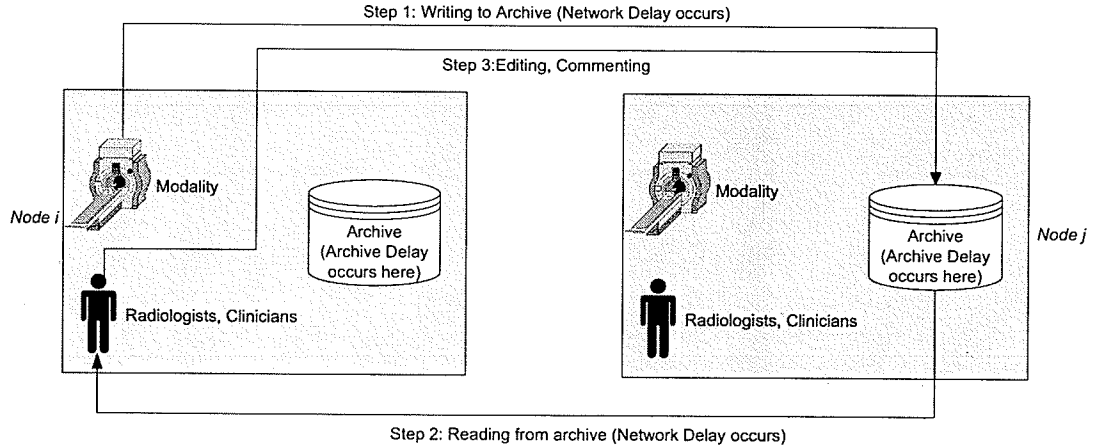 Step 1: Writing to Archive (Network Delay occurs)
Step 3:Editing, Commenting
Modality
Node i
Archive
(Archive Delay
occurs here)
Radiologists, Clinicians
Modality
Archive
(Archive Delay
occurs here)
Node j
Radiologists, Clinicians
Step 2: Reading from archive (Network Delay occurs)